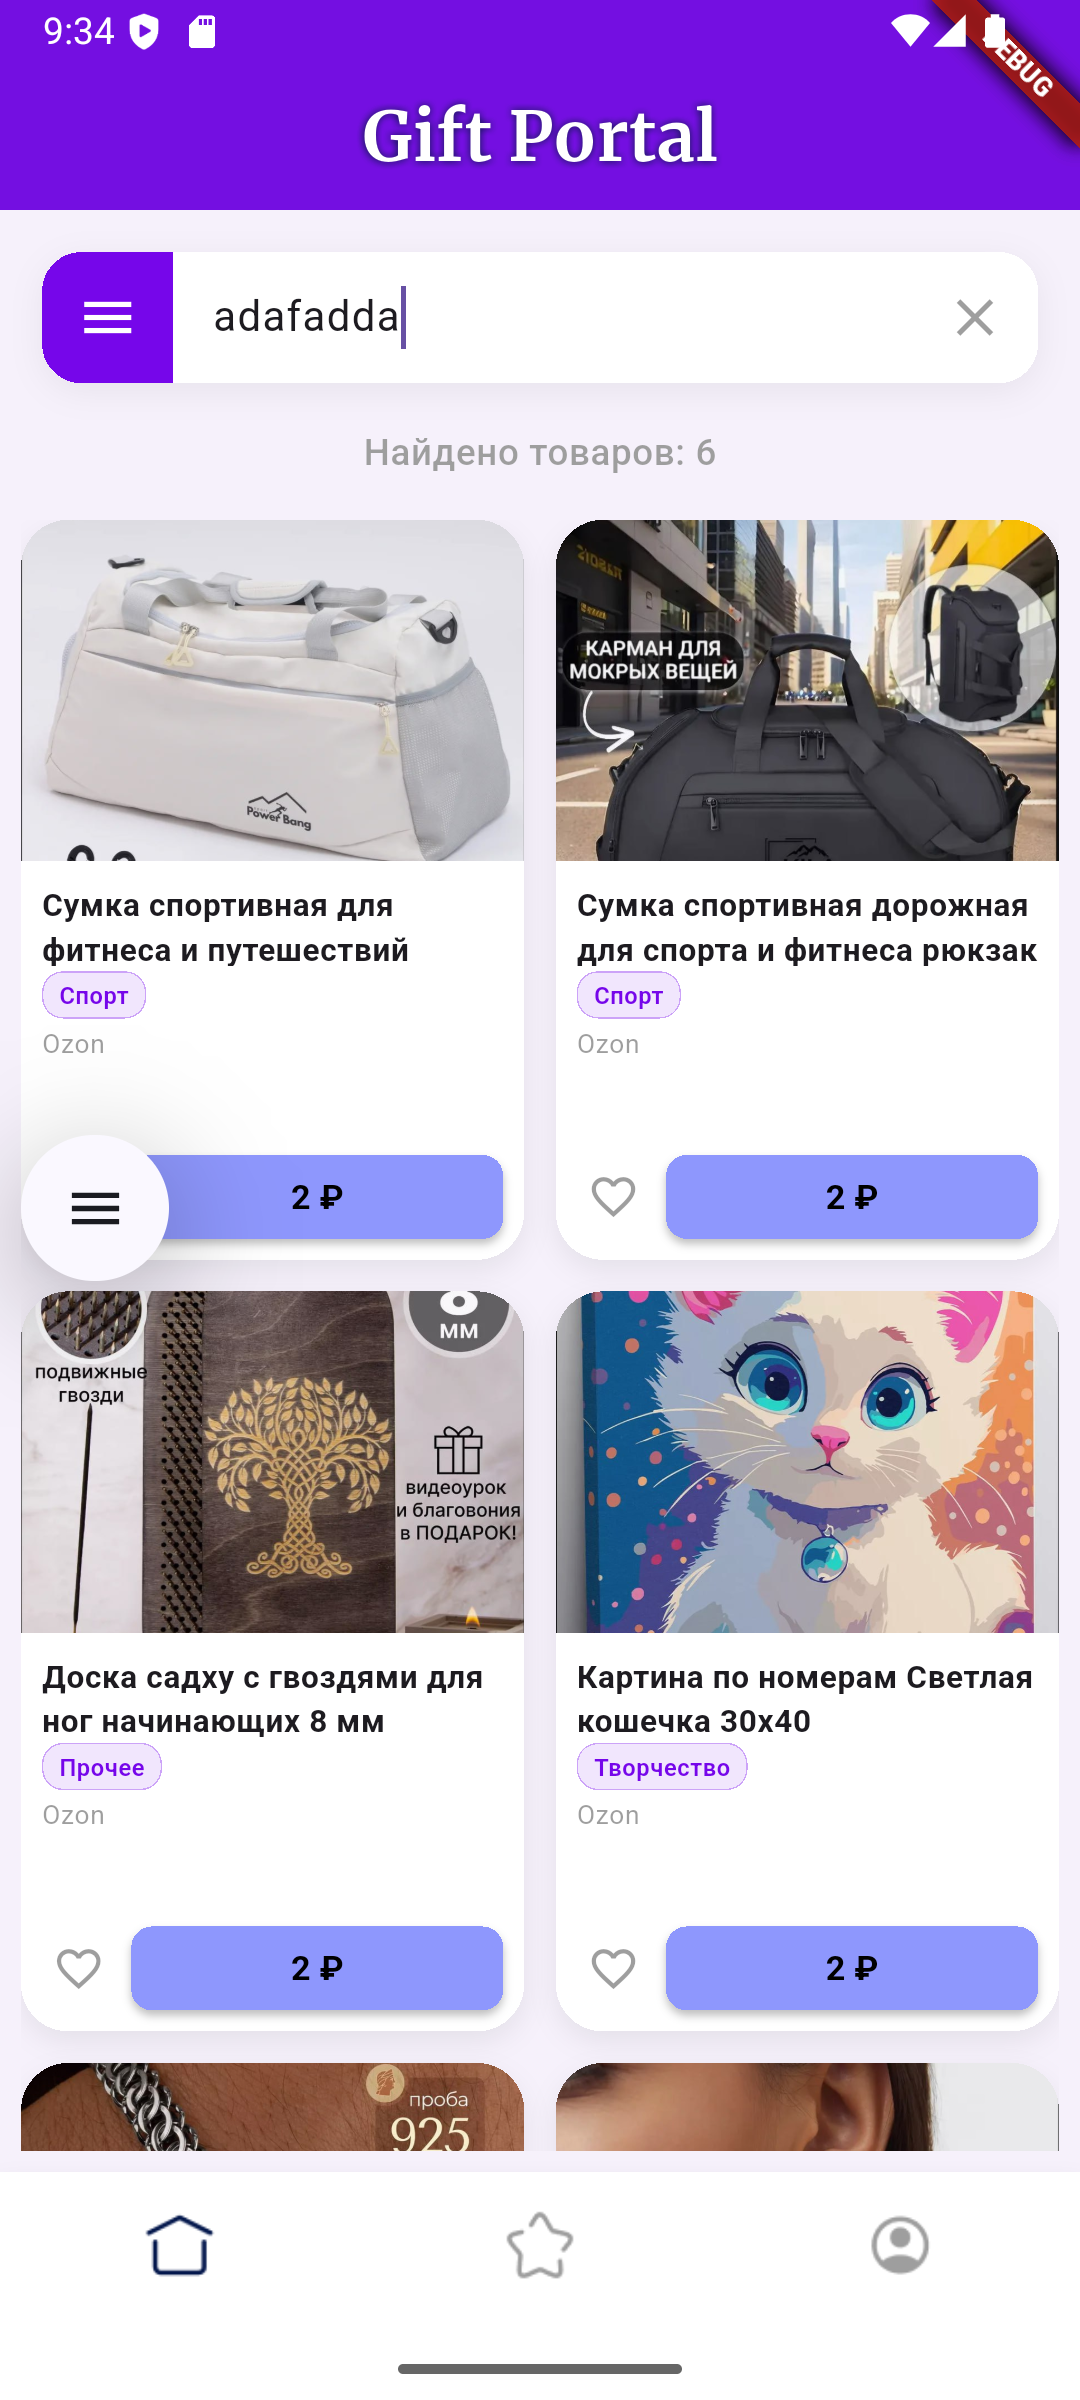 9:34
DEBUG
Gift Portal
adafadda
Найдено товаров: 6
Power Bang
КАРМАН ДЛЯ
МОКРЫХ ВЕЩЕЙ
Сумка спортивная для
фитнеса и путешествий
Спорт
Ozon
2 ₽
Сумка спортивная дорожная
для спорта и фитнеса рюкзак
Спорт
Ozon
2 ₽
подвижные
гвозди
8
мм
видеоурок
и благовония
в ПОДАРОК!
Доска садху с гвоздями для
ног начинающих 8 мм
Прочее
Ozon
2 ₽
Картина по номерам Светлая
кошечка 30х40
Творчество
Ozon
2 ₽
проба
925